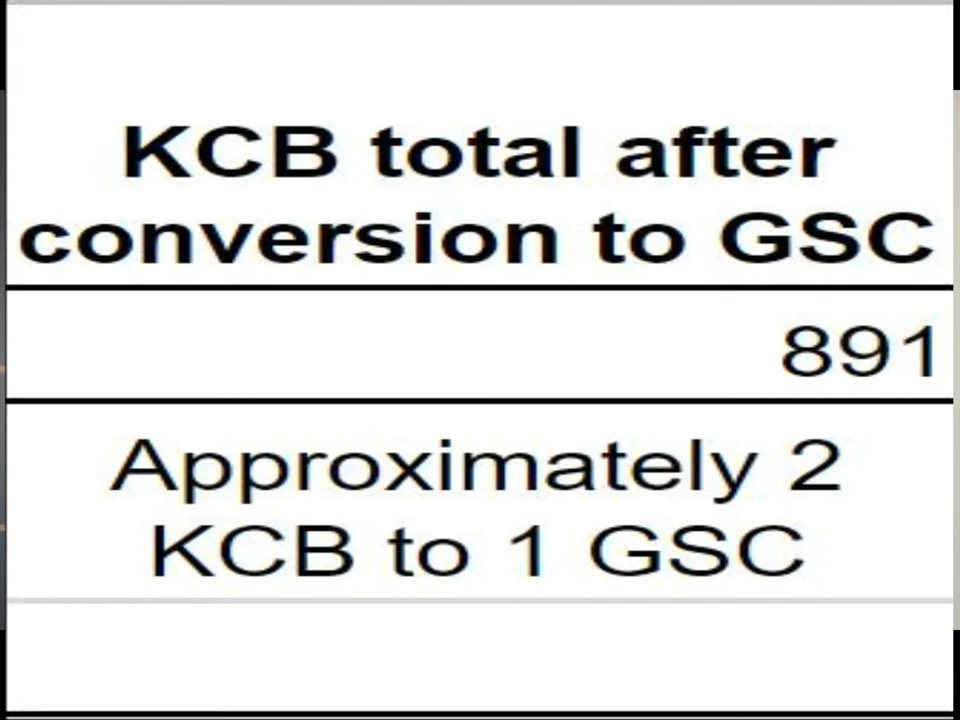 KCB total after
conversion to GSC
891
Approximately 2
KCB to 1 GSC